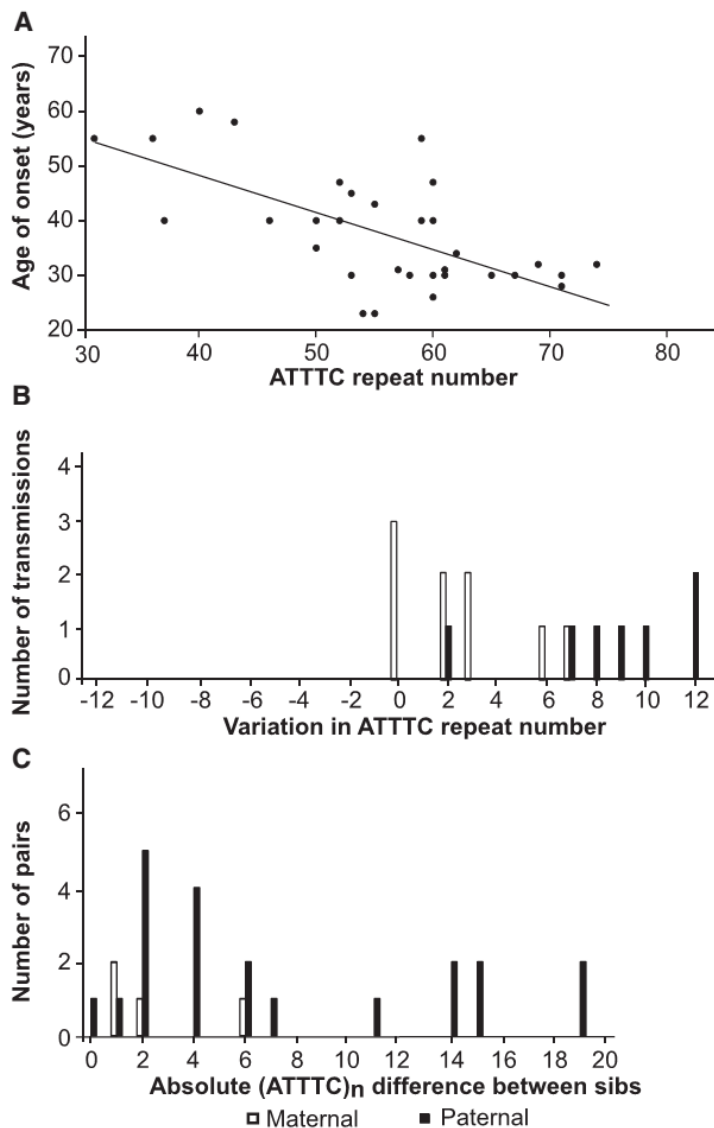 A
Age of onset (years)
70
60
50
40
30
20
30 40 50 60 70 80
ATTTC repeat number
B
Number of transmissions
4
3
2
1
0
-12 -10 -8 -6 -4 -2 0 2 4 6 8 10 12
Variation in ATTTC repeat number
C
Number of pairs
6
4
2
0
0 2 4 6 8 10 12 14 16 18 20
Absolute (ATTTC)n difference between sibs
Maternal Paternal